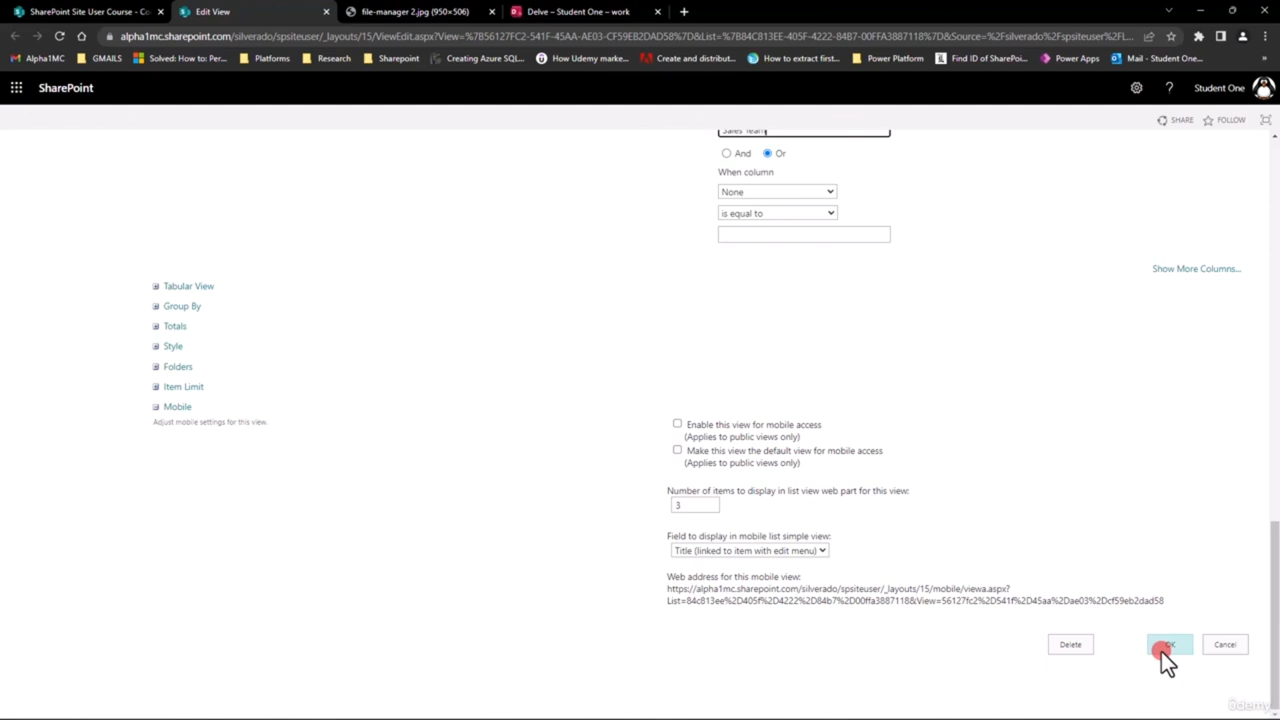 SharePoint Site User Course - Co
Edit View
file-manager 2.jpg (950×506)
Delve – Student One – work
alpha1mc.sharepoint.com/silverado/spsiteuser/_layouts/15/ViewEdit.aspx?View=%7B56127FC2-541F-45AA-AE03-CF59EB2DAD58%7D&List=%7B84C813EE-405F-4222-84B7-00FFA3887118%7D&Source=%2Fsilverado%2Fspsiteuser%2FL...
Alpha1MC GMAILS Solved: How to: Per... Platforms Research Sharepoint Creating Azure SQL... How Udemy marke... Create and distribut... How to extract first... Power Platform Find ID of SharePoi... Power Apps Mail - Student One... »
SharePoint ? Student One
SHARE FOLLOW
Sales Team
And Or
When column
None
is equal to
Show More Columns...
Tabular View
Group By
Totals
Style
Folders
Item Limit
Mobile
Adjust mobile settings for this view.
Enable this view for mobile access
(Applies to public views only)
Make this view the default view for mobile access
(Applies to public views only)
Number of items to display in list view web part for this view:
3
Field to display in mobile list simple view:
Title (linked to item with edit menu)
Web address for this mobile view:
https://alpha1mc.sharepoint.com/silverado/spsiteuser/_layouts/15/mobile/viewa.aspx?
List=84c813ee%2D405f%2D4222%2D84b7%2D00ffa3887118&View=56127fc2%2D541f%2D45aa%2Dae03%2Dcf59eb2dad58
Delete OK Cancel
ûdemy